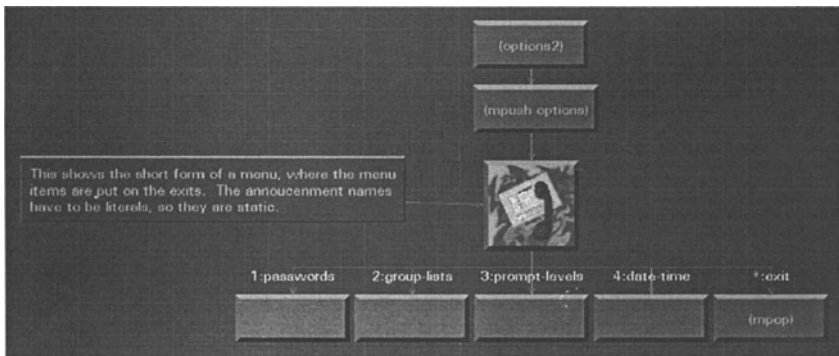 (options2)
(mpush options)
This shows the short form of a menu, where the menu
items are put on the exits. The annoucenment names
have to be literals, so they are static.
1:passwords 2:group-lists 3:prompt-levels 4:date-time *:exit
(mpop)